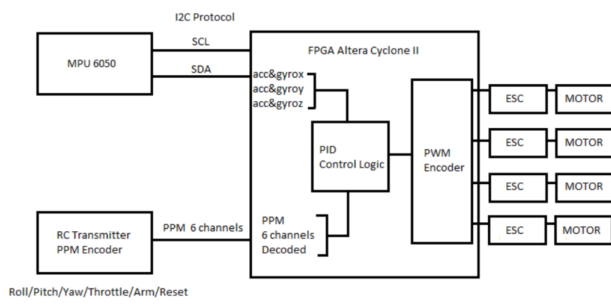 I2C Protocol
SCL
FPGA Altera Cyclone II
MPU 6050
SDA
acc&gyrox
acc&gyroy
acc&gyroz
ESC
MOTOR
ESC
MOTOR
ESC
MOTOR
ESC
MOTOR
PID
Control Logic
PWM
Encoder
RC Transmitter
PPM Encoder
PPM 6 channels
PPM
6 channels
Decoded
Roll/Pitch/Yaw/Throttle/Arm/Reset